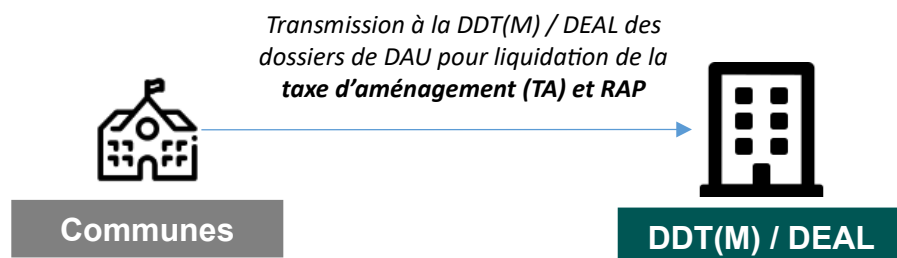 Transmission à la DDT(M) / DEAL des
dossiers de DAU pour liquidation de la
taxe d’aménagement (TA) et RAP
Communes
DDT(M) / DEAL